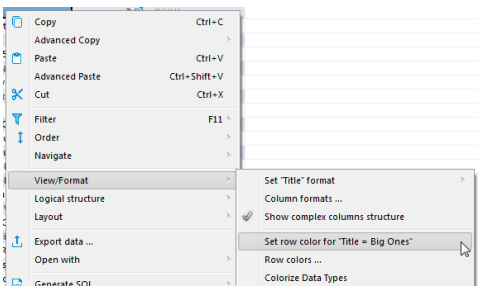 Copy Ctrl+C
Advanced Copy
Paste Ctrl+V
Advanced Paste Ctrl+Shift+V
Cut Ctrl+X
Filter F11
Order
Navigate
View/Format
Logical structure
Layout
Export data ...
Open with
Generate SQL
Set "Title" format
Column formats ...
Show complex columns structure
Set row color for "Title = Big Ones"
Row colors ...
Colorize Data Types